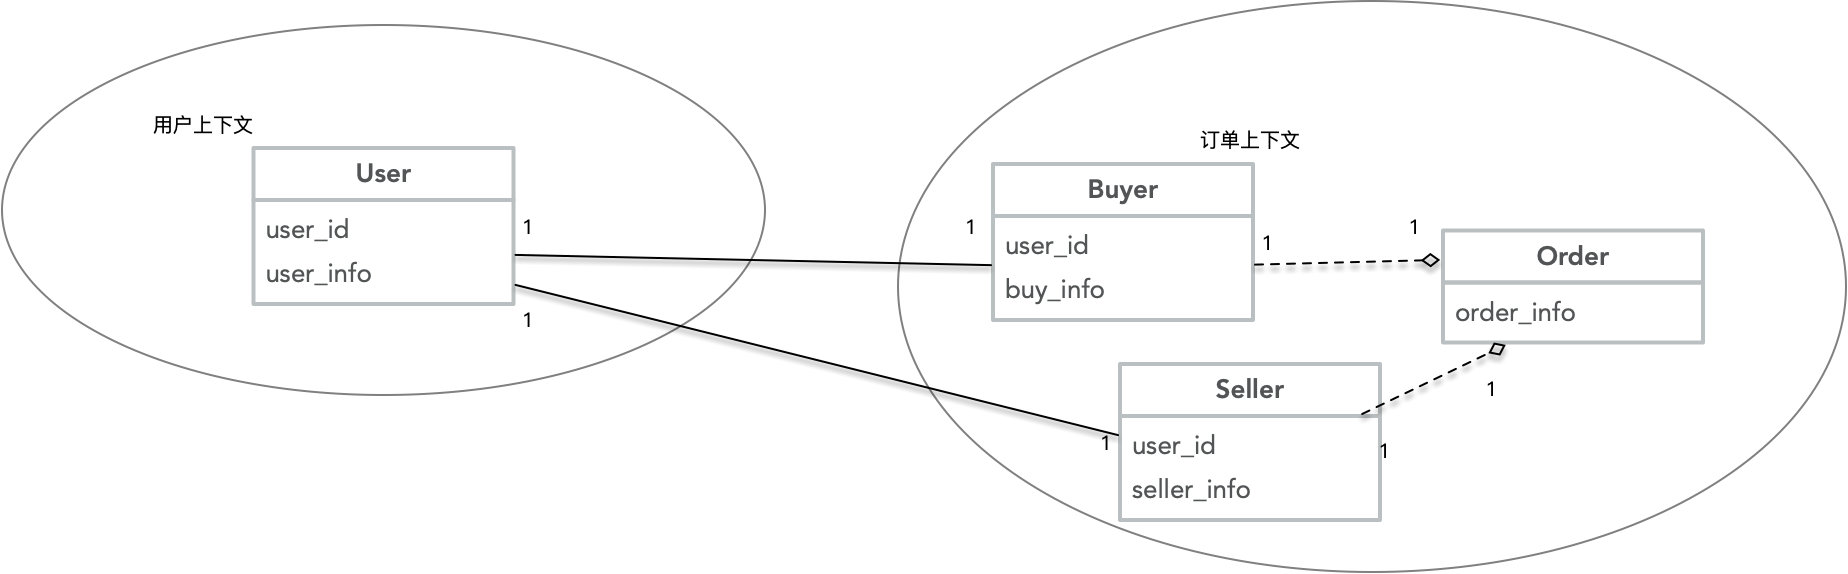 用户上下文
User
user_id
user_info
1
1
订单上下文
1
Buyer
user_id
buy_info
1
1
Order
order_info
Seller
user_id
seller_info
1
1
1